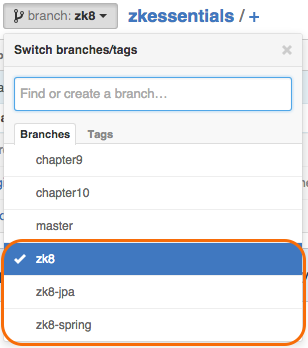 branch: zk8
zkessentials / +
Switch branches/tags
Find or create a branch…
Branches Tags
chapter9
chapter10
master
zk8
zk8-jpa
zk8-spring